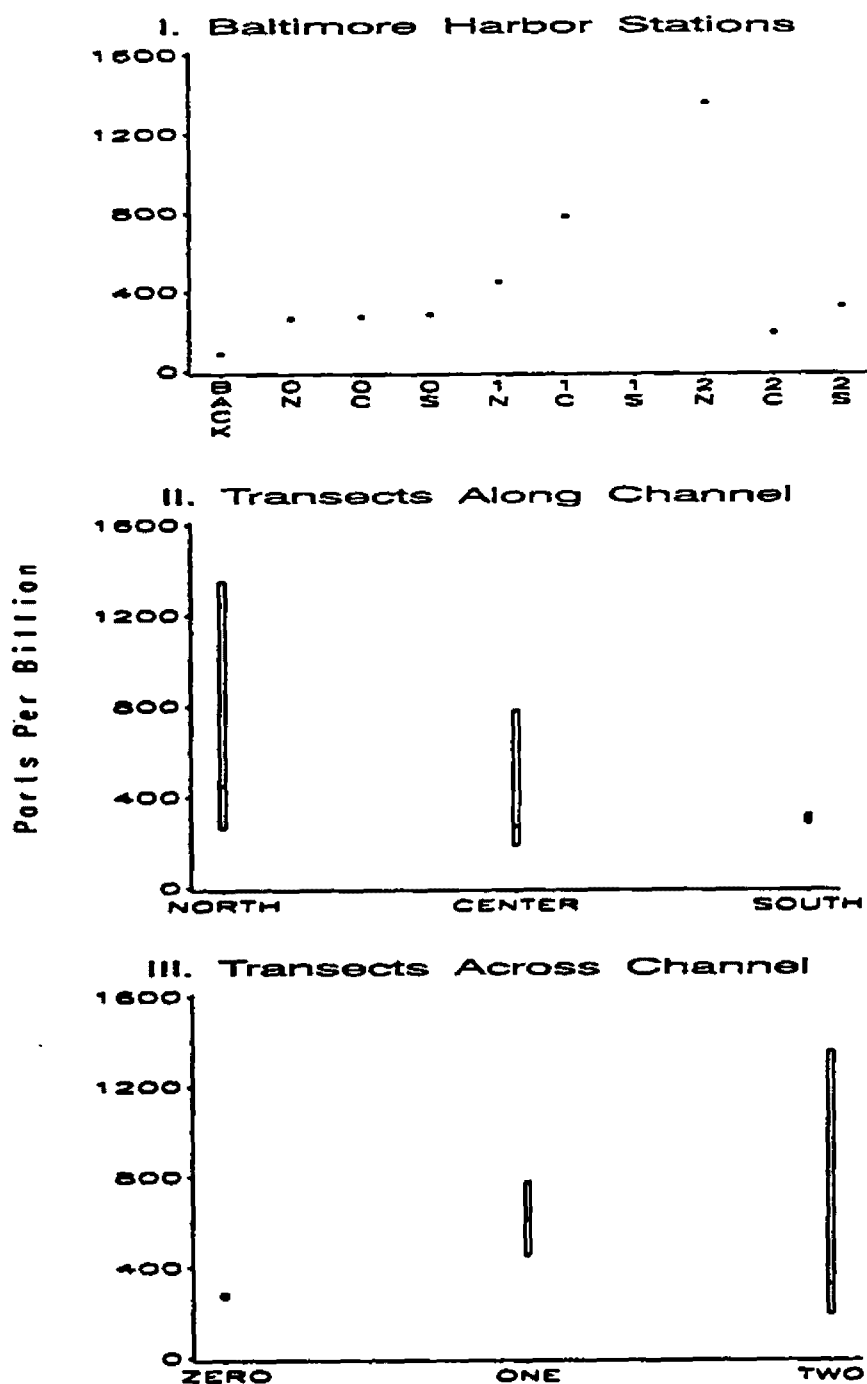 I. Baltimore Harbor Stations
1600
1200
800
400
0
0N 0C 0S 1N 1C 1S 2N 2C 2S
Parts Per Billion
II. Transects Along Channel
1600
1200
800
400
0
NORTH CENTER SOUTH
III. Transects Across Channel
1600
1200
800
400
0
ZERO ONE TWO